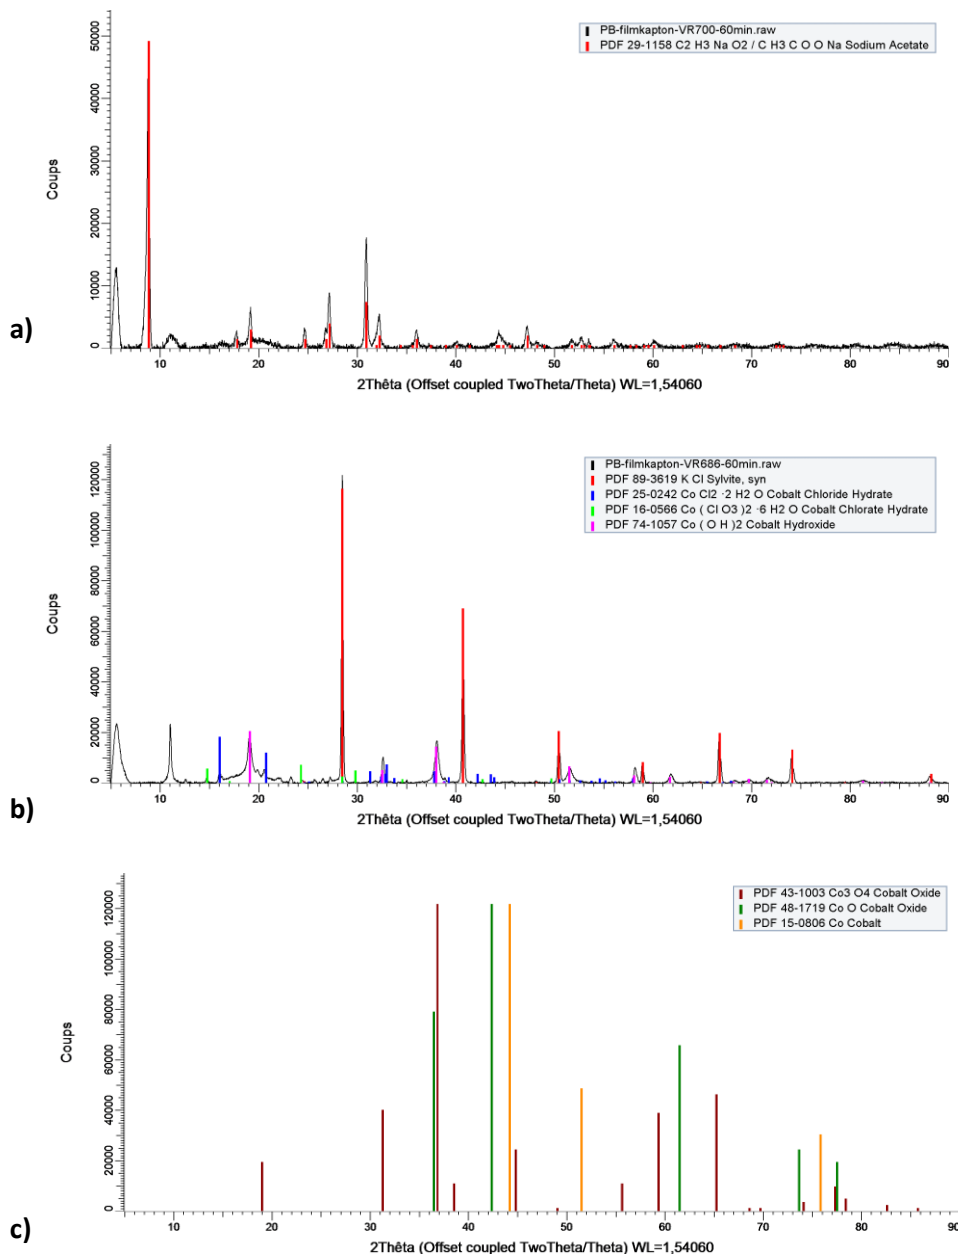 PB-filmkapton-VR700-60min.raw
PDF 29-1158 C2 H3 Na O2 / C H3 C O O Na Sodium Acetate
Coups
50000
40000
30000
20000
10000
0
10 20 30 40 50 60 70 80 90
2Thêta (Offset coupled TwoTheta/Theta) WL=1,54060
a)
PB-filmkapton-VR686-60min.raw
PDF 89-3619 K Cl Sylvite, syn
PDF 25-0242 Co Cl2 ·2 H2 O Cobalt Chloride Hydrate
PDF 16-0566 Co ( Cl O3 )2 ·6 H2 O Cobalt Chlorate Hydrate
PDF 74-1057 Co ( O H )2 Cobalt Hydroxide
Coups
120000
100000
80000
60000
40000
20000
0
10 20 30 40 50 60 70 80 90
2Thêta (Offset coupled TwoTheta/Theta) WL=1,54060
b)
PDF 43-1003 Co3 O4 Cobalt Oxide
PDF 48-1719 Co O Cobalt Oxide
PDF 15-0806 Co Cobalt
Coups
120000
100000
80000
60000
40000
20000
0
10 20 30 40 50 60 70 80 90
2Thêta (Offset coupled TwoTheta/Theta) WL=1,54060
c)